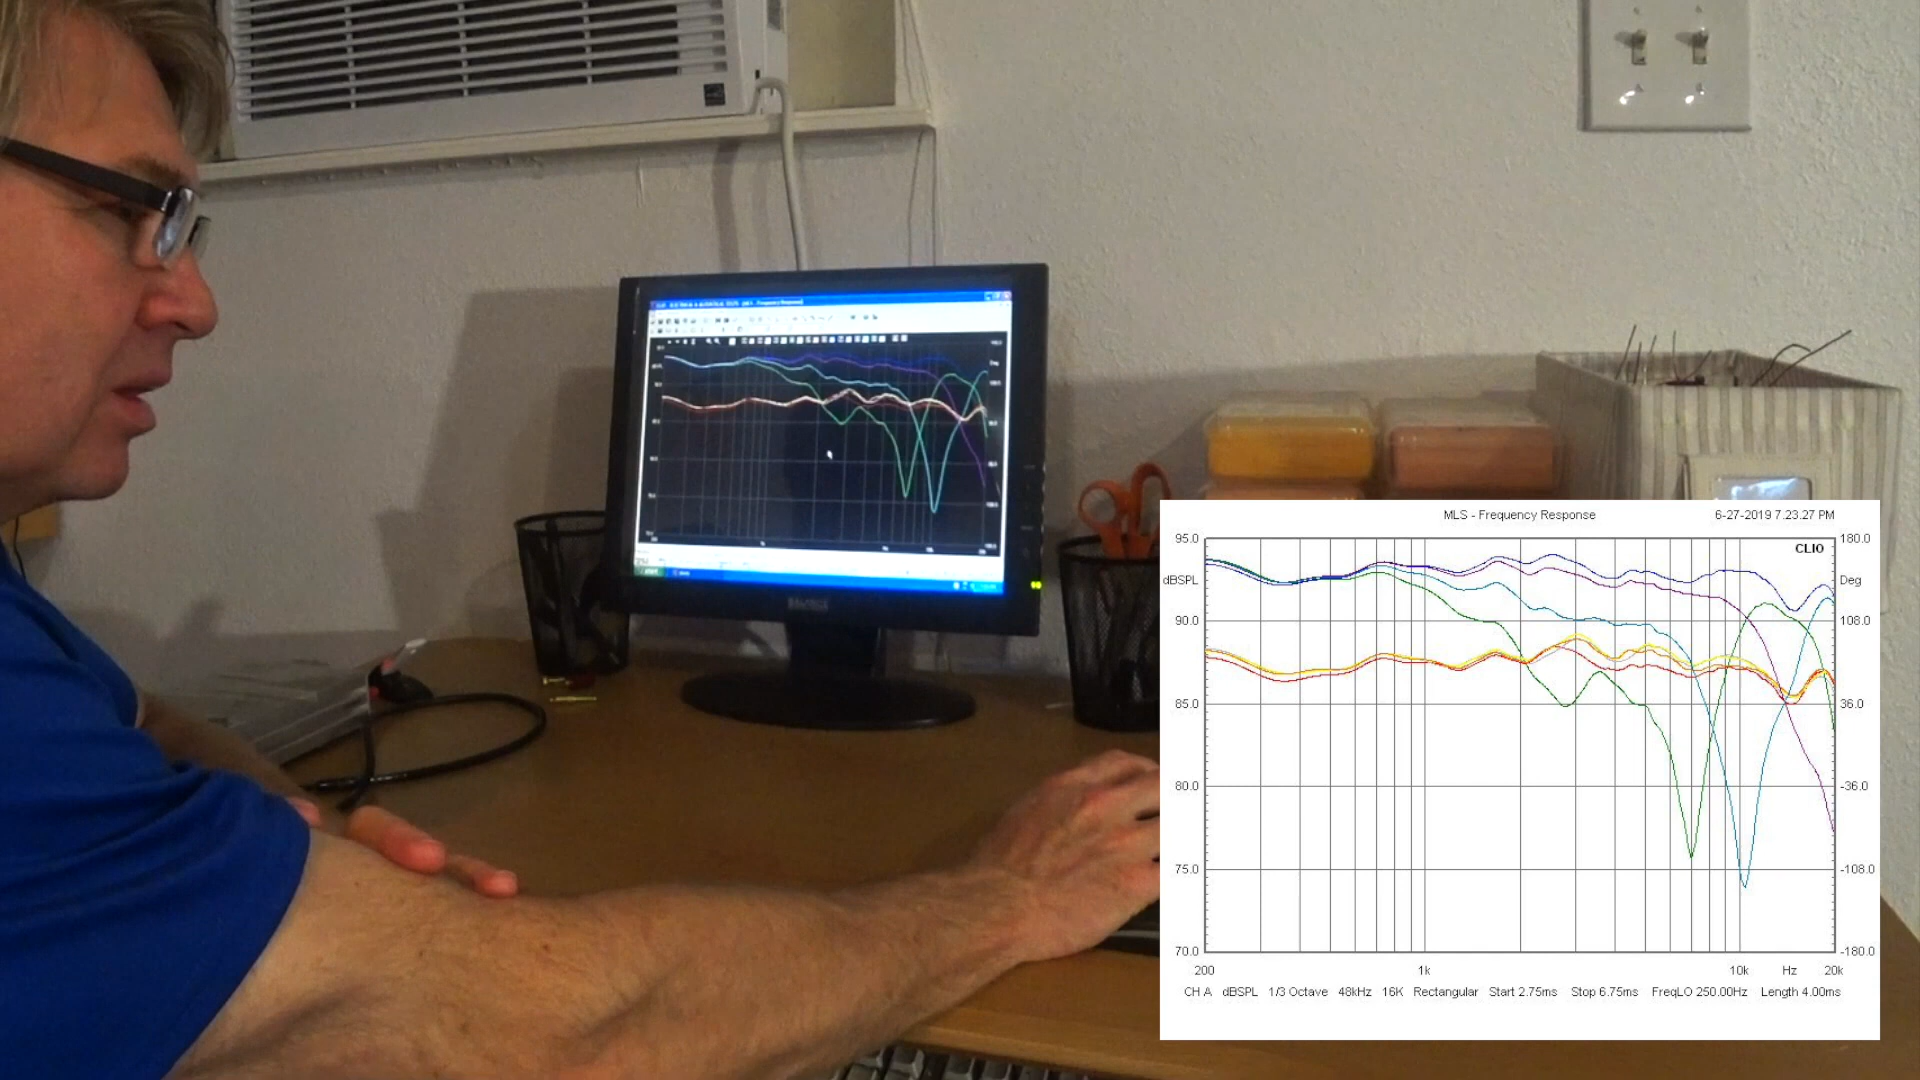 MLS - Frequency Response 6-27-2019 7.23.27 PM
95.0 CLIO 180.0
dBSPL Deg
90.0 108.0
85.0 36.0
80.0 -36.0
75.0 -108.0
70.0 -180.0
200 1k 10k Hz 20k
CH A dBSPL 1/3 Octave 48kHz 16K Rectangular Start 2.75ms Stop 6.75ms FreqLO 250.00Hz Length 4.00ms